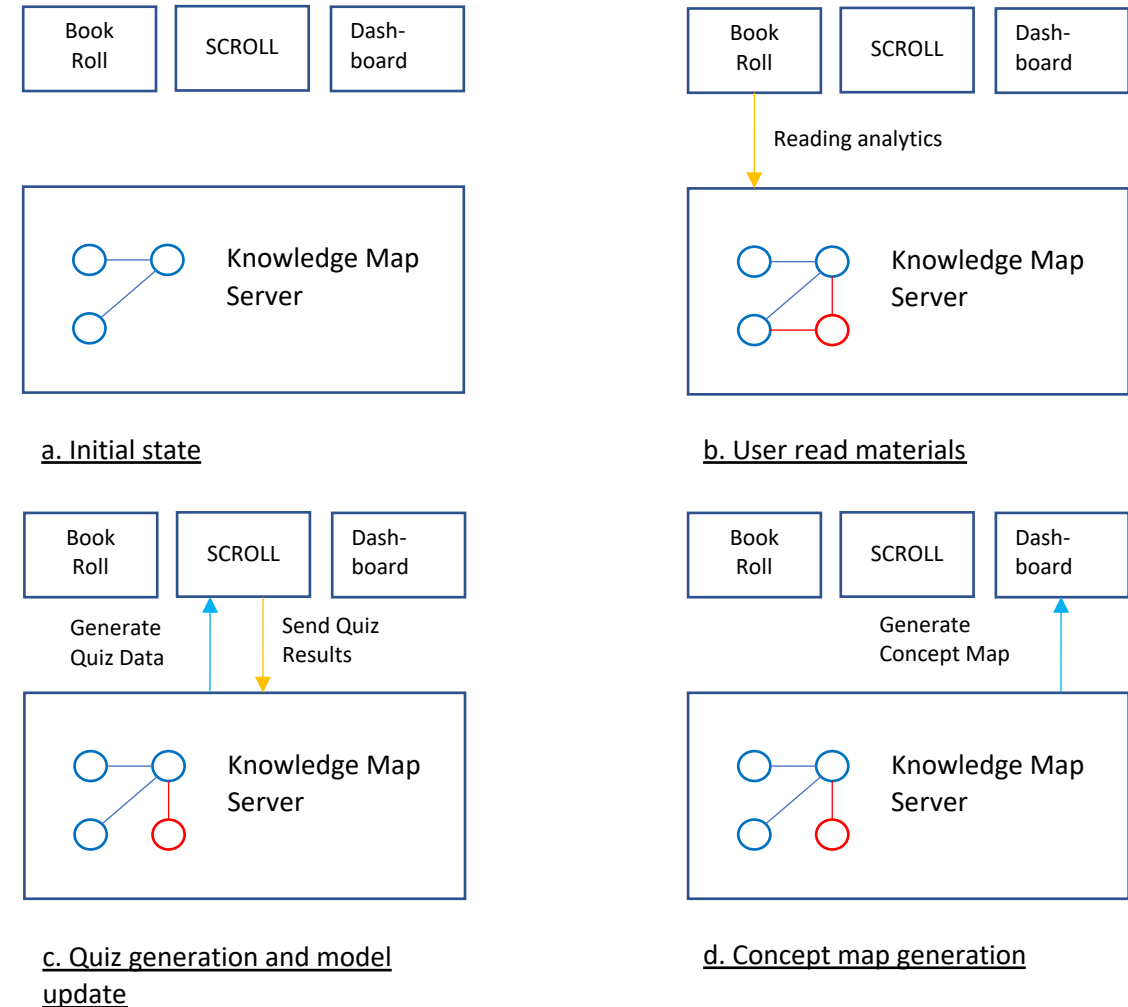 Book
Roll
SCROLL
Dash-
board
Knowledge Map
Server
a. Initial state
Book
Roll
SCROLL
Dash-
board
Reading analytics
Knowledge Map
Server
b. User read materials
Book
Roll
SCROLL
Dash-
board
Generate
Quiz Data
Send Quiz
Results
Knowledge Map
Server
c. Quiz generation and model
update
Book
Roll
SCROLL
Dash-
board
Generate
Concept Map
Knowledge Map
Server
d. Concept map generation